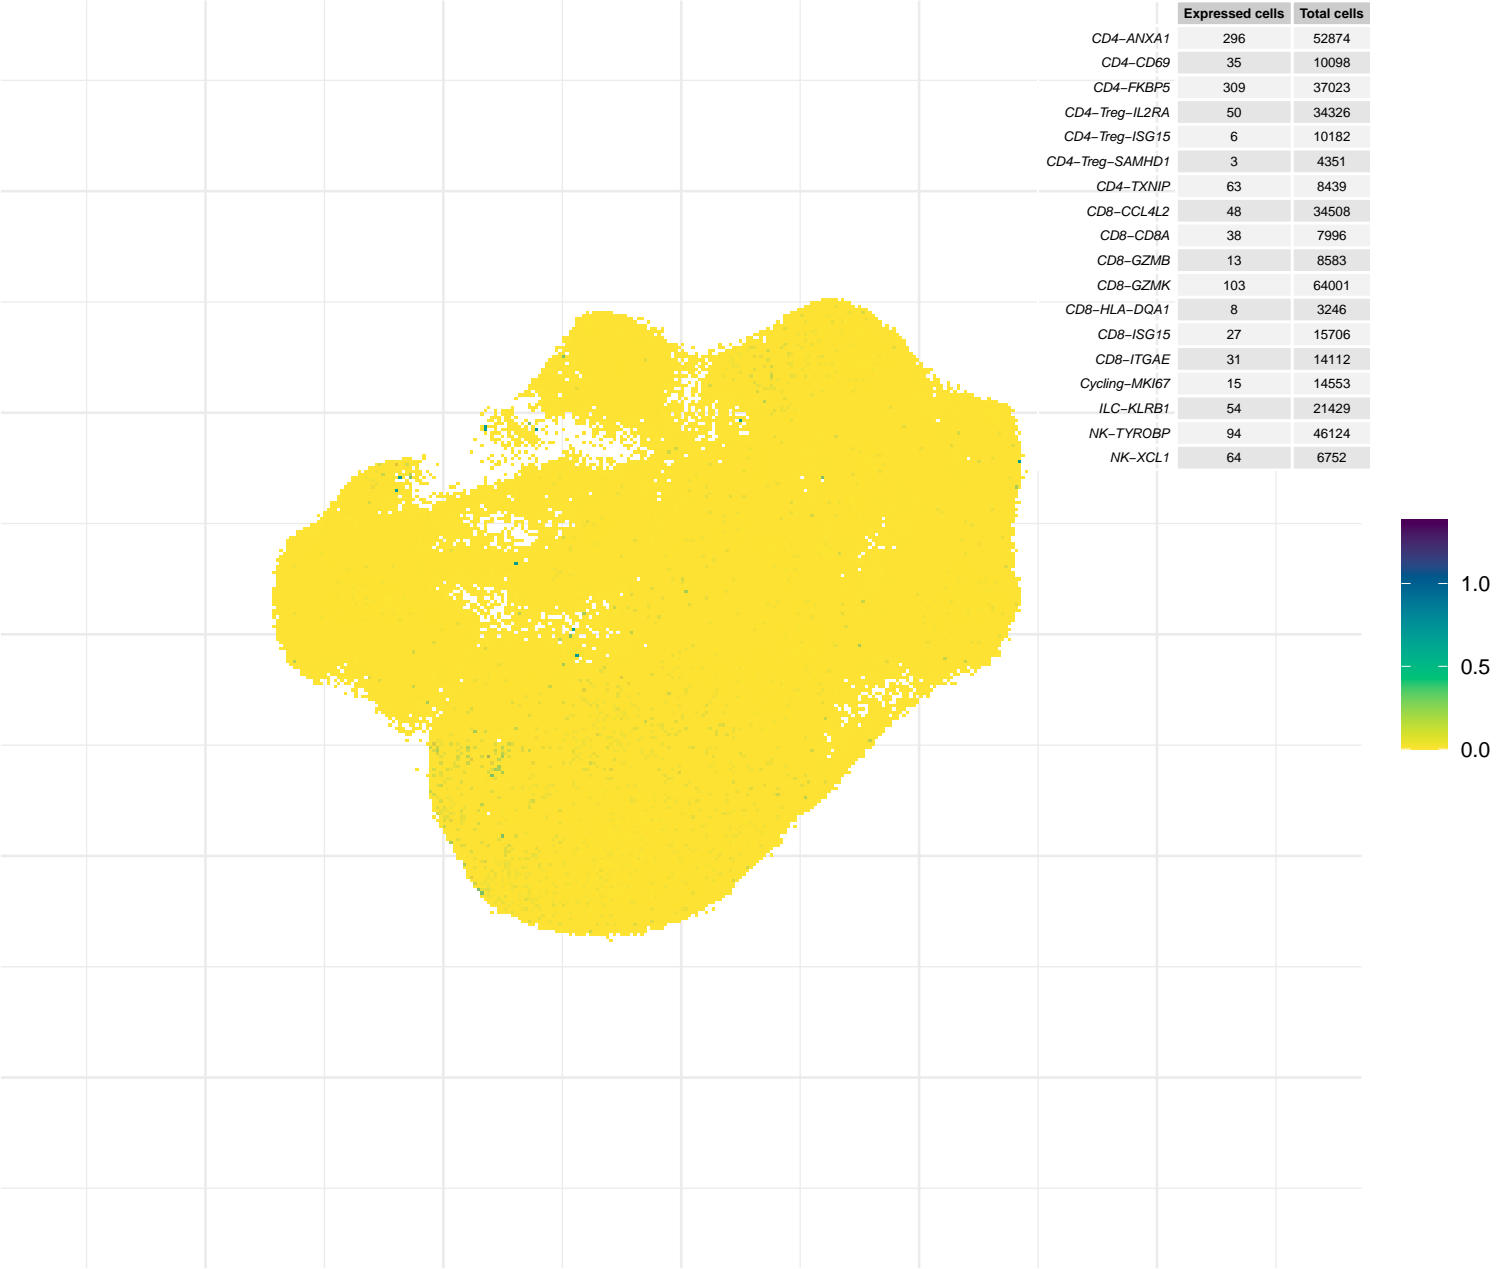 Expressed cells Total cells
CD4−ANXA1 296 52874
CD4−CD69 35 10098
CD4−FKBP5 309 37023
CD4−Treg−IL2RA 50 34326
CD4−Treg−ISG15 6 10182
CD4−Treg−SAMHD1 3 4351
CD4−TXNIP 63 8439
CD8−CCL4L2 48 34508
CD8−CD8A 38 7996
CD8−GZMB 13 8583
CD8−GZMK 103 64001
CD8−HLA−DQA1 8 3246
CD8−ISG15 27 15706
CD8−ITGAE 31 14112
Cycling−MKI67 15 14553
ILC−KLRB1 54 21429
NK−TYROBP 94 46124
NK−XCL1 64 6752
1.0
0.5
0.0